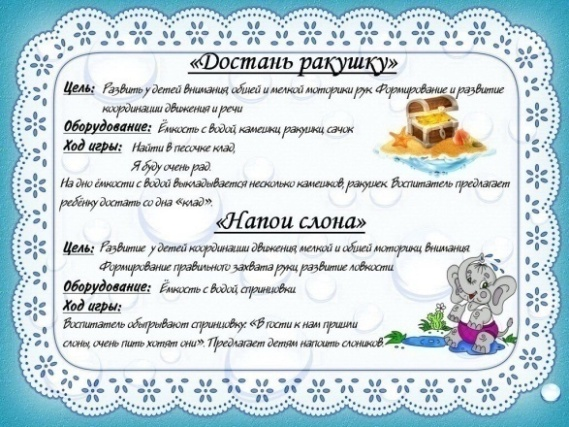 «Достань ракушку»
Цель: Развить у детей внимания, общей и мелкой моторики рук. Формирование и развитие
координации движения и речи
Оборудование: Ёмкость с водой, камешки, ракушки, сачок
Ход игры: Найти в песочке клад,
Я буду очень рад.
На дно ёмкости с водой выкладывается несколько камешков, ракушек. Воспитатель предлагает
ребёнку достать со дна «клад».
«Напои слона»
Цель: Развитие у детей координации движения, мелкой и общей моторики, внимания.
Формирование правильного захвата руки, развитие ловкости.
Оборудование: Ёмкость с водой, спринцовки.
Ход игры:
Воспитатель обыгрывают спринцовку: «В гости к нам пришли
слоны, очень пить хотят они». Предлагает детям напоить слоников.